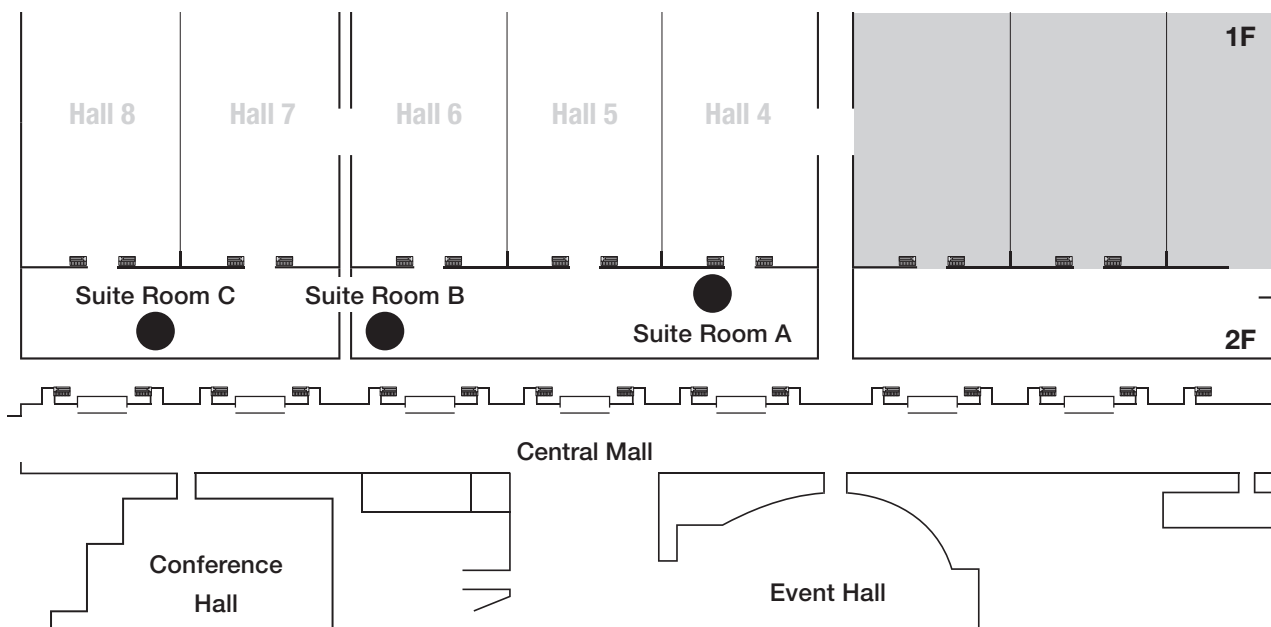 1F
Hall 8
Hall 7
Hall 6
Hall 5
Hall 4
Suite Room C
Suite Room B
Suite Room A
2F
Central Mall
Conference
Hall
Event Hall